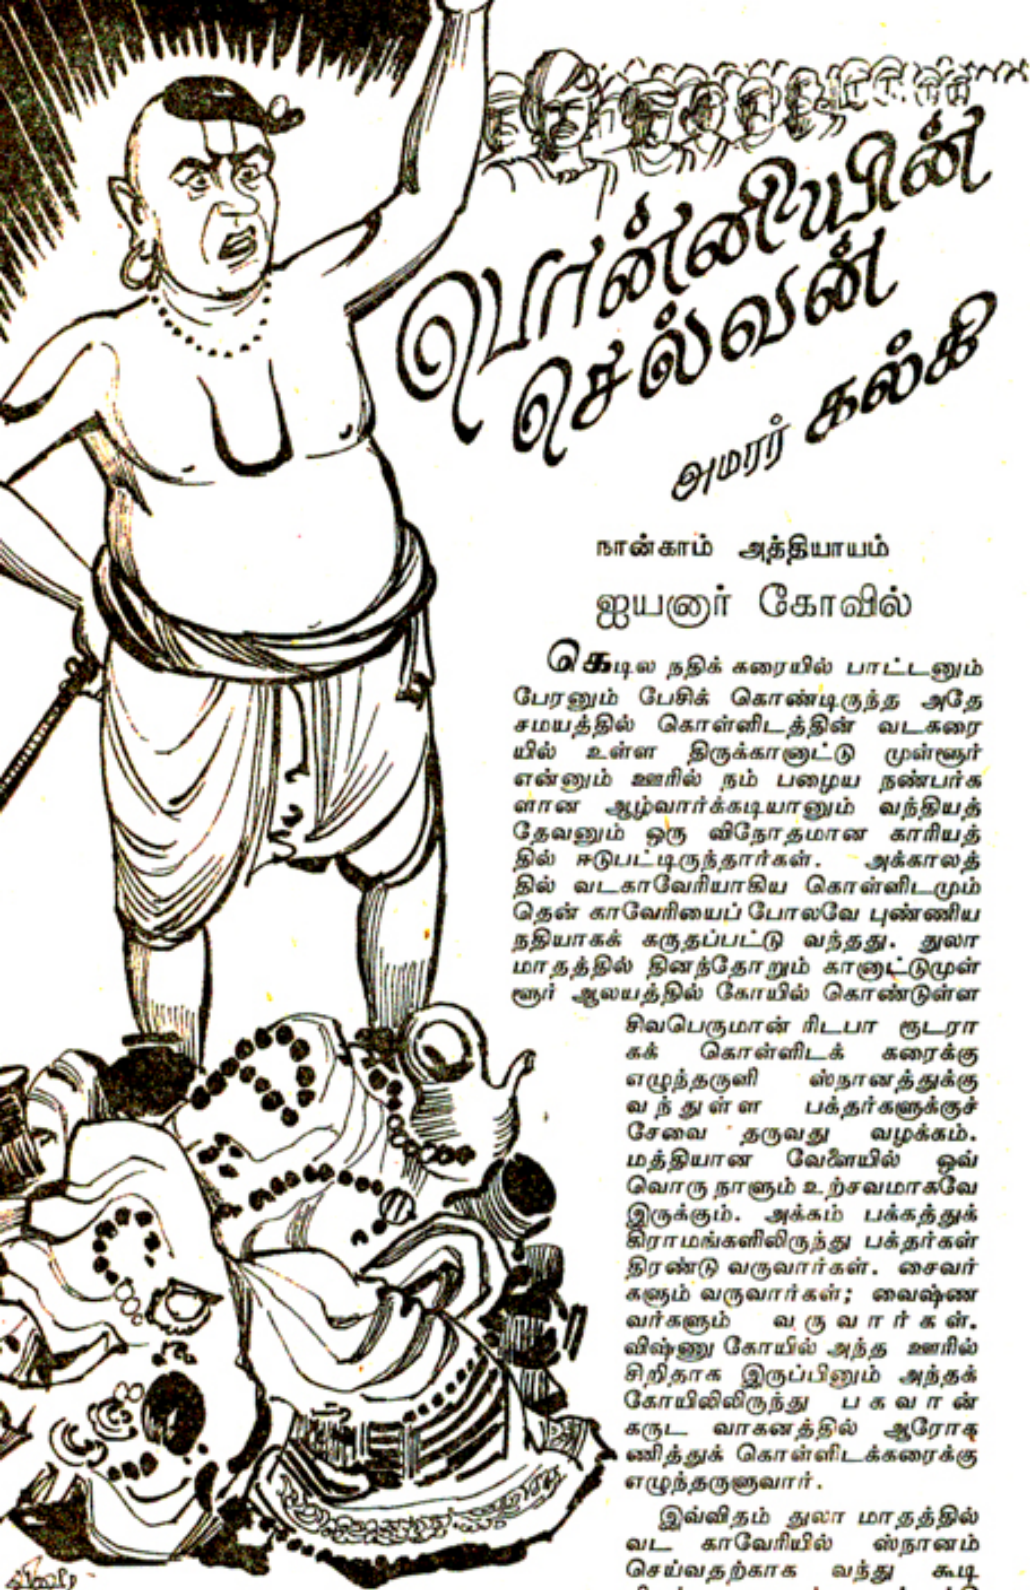 பொன்னியின்
செல்வன்
அமரர் கல்கி
நான்காம் அத்தியாயம்
ஐயனார் கோவில்
கெடில நதிக் கரையில் பாட்டனும்
பேரனும் பேசிக் கொண்டிருந்த அதே
சமயத்தில் கொள்ளிடத்தின் வடகரை
யில் உள்ள திருக்கானாட்டு முள்ளூர்
என்னும் ஊரில் நம் பழைய நண்பர்க
ளான ஆழ்வார்க்கடியானும் வந்தியத்
தேவனும் ஒரு விநோதமான காரியத்
தில் ஈடுபட்டிருந்தார்கள். அக்காலத்
தில் வடகாவேரியாகிய கொள்ளிடமும்
தென் காவேரியைப் போலவே புண்ணிய
நதியாகக் கருதப்பட்டு வந்தது. துலா
மாதத்தில் தினந்தோறும் கானாட்டுமுள்
ளூர் ஆலயத்தில் கோயில் கொண்டுள்ள
சிவபெருமான் ரிடபா ரூடரா
கக் கொள்ளிடக் கரைக்கு
எழுந்தருளி ஸ்நானத்துக்கு
வந்துள்ள பக்தர்களுக்குச்
சேவை தருவது வழக்கம்.
மத்தியான வேளையில் ஒவ்
வொரு நாளும் உற்சவமாகவே
இருக்கும். அக்கம் பக்கத்துக்
கிராமங்களிலிருந்து பக்தர்கள்
திரண்டு வருவார்கள். சைவர்
களும் வருவார்கள்; வைஷ்ண
வர்களும் வருவார்கள்.
விஷ்ணு கோயில் அந்த ஊரில்
சிறிதாக இருப்பினும் அந்தக்
கோயிலிலிருந்து பகவான்
கருட வாகனத்தில் ஆரோக
ணித்துக் கொள்ளிடக்கரைக்கு
எழுந்தருளுவார்.
இவ்விதம் துலா மாதத்தில்
வட காவேரியில் ஸ்நானம்
செய்வதற்காக வந்து கூடி